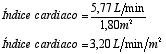 Índice cardiaco = 5,77 L/min / 1,80m²
Índice cardiaco = 3,20 L/min/m²